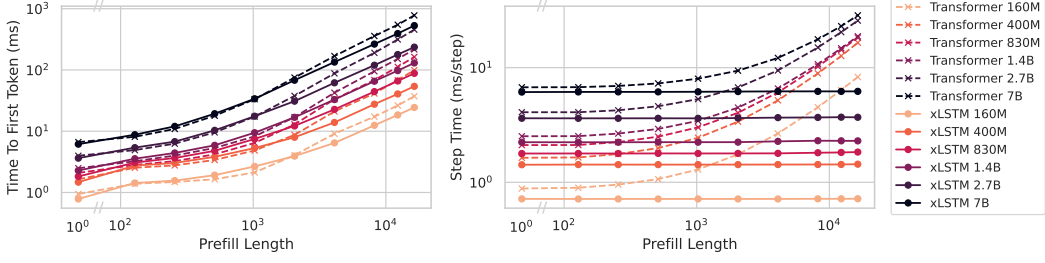 Time To First Token (ms)
10³
10²
10¹
10⁰
10⁰
10²
10³
10⁴
Prefill Length
Step Time (ms/step)
10¹
10⁰
10⁰
10²
10³
10⁴
Prefill Length
Transformer 160M
Transformer 400M
Transformer 830M
Transformer 1.4B
Transformer 2.7B
Transformer 7B
xLSTM 160M
xLSTM 400M
xLSTM 830M
xLSTM 1.4B
xLSTM 2.7B
xLSTM 7B